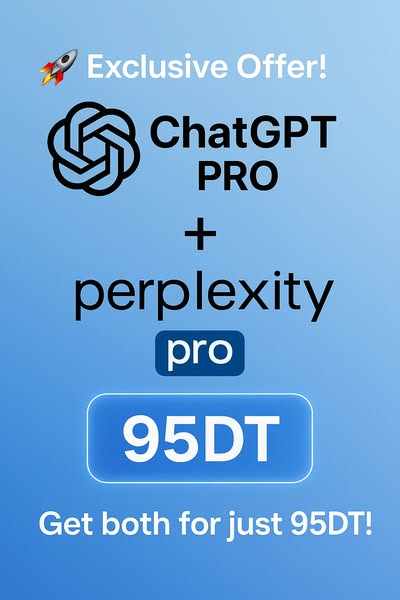 🚀 Exclusive Offer!
ChatGPT
PRO
+
perplexity
pro
95DT
Get both for just 95DT!